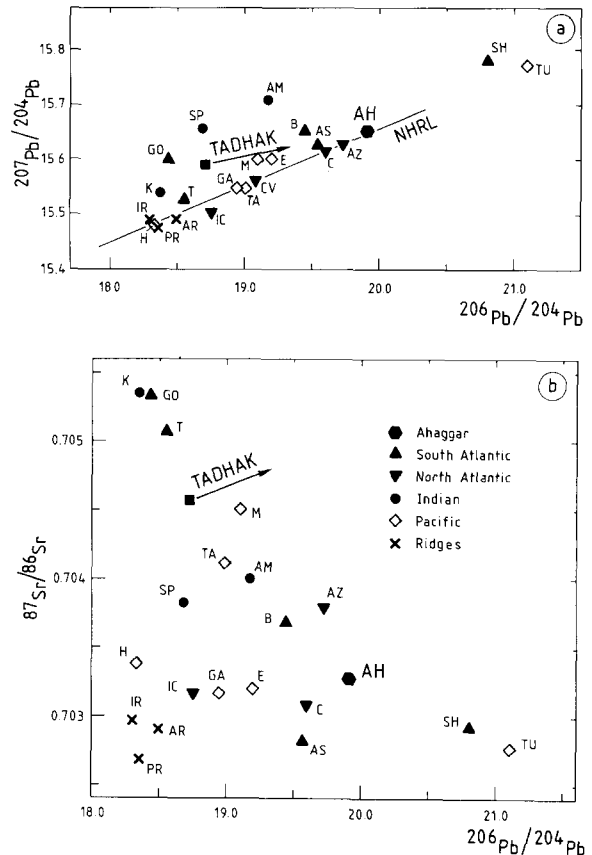 a
207Pb/204Pb
15.8
15.7
15.6
15.5
15.4
SH
TU
AM
SP
AH
B
AS
NHRL
TADHAK
GO
M
E
C
AZ
GA
K
TA
CV
T
IR
IC
H
PR
AR
18.0 19.0 20.0 21.0
206Pb/204Pb
b
87Sr/86Sr
0.705
0.704
0.703
K
GO
T
TADHAK
M
TA
AM
SP
B
AZ
H
AH
IR
IC
GA
E
C
AR
AS
SH
TU
PR
Ahaggar
South Atlantic
North Atlantic
Indian
Pacific
Ridges
18.0 19.0 20.0 21.0
206Pb/204Pb